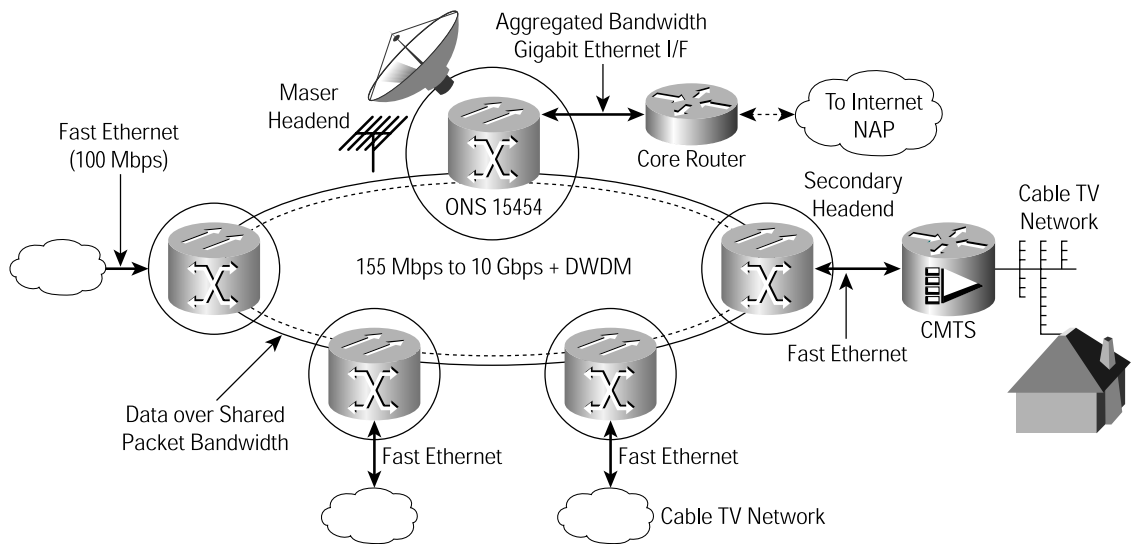 Aggregated Bandwidth
Gigabit Ethernet I/F
Maser
Headend
Fast Ethernet
(100 Mbps)
To Internet
NAP
Core Router
ONS 15454
Secondary
Headend
Cable TV
Network
155 Mbps to 10 Gbps + DWDM
CMTS
Fast Ethernet
Data over Shared
Packet Bandwidth
Fast Ethernet
Fast Ethernet
Cable TV Network